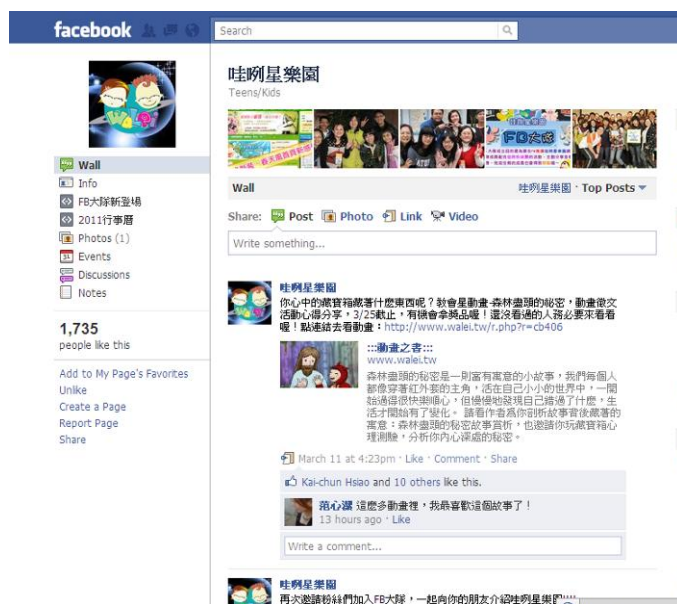 facebook
Search
Walei
哇咧星樂園
Teens/Kids
FB大隊
Wall
Info
FB大隊新登場
2011行事曆
Photos (1)
Events
Discussions
Notes
1,735
people like this
Add to My Page's Favorites
Unlike
Create a Page
Report Page
Share
Wall
哇咧星樂園 · Top Posts
Share: Post Photo Link Video
Write something...
哇咧星樂園
你心中的藏寶箱藏著什麼東西呢？教會星動畫-森林盡頭的秘密，動畫徵文
活動心得分享，3/25截止，有機會拿獎品喔！還沒看過的人務必要來看看
喔！點連結去看動畫：http://www.walei.tw/r.php?r=cb406
:::動畫之書:::
www.walei.tw
森林盡頭的秘密是一則富有寓意的小故事，我們每個人
都像穿著紅外套的主角，活在自己小小的世界中，一開
始過得很快樂順心，但慢慢地發現自己錯過了什麼，生
活才開始有了變化。 請看作者為你剖析故事背後藏著的
寓意：森林盡頭的秘密故事賞析，也邀請你玩藏寶箱心
理測驗，分析你內心深處的秘密。
March 11 at 4:23pm · Like · Comment · Share
Kai-chun Hsiao and 10 others like this.
范心潔 這麼多動畫裡，我最喜歡這個故事了！
13 hours ago · Like
Write a comment...
哇咧星樂園
再次邀請粉絲們加入FB大隊，一起向你的朋友介紹哇咧星樂園!!!!